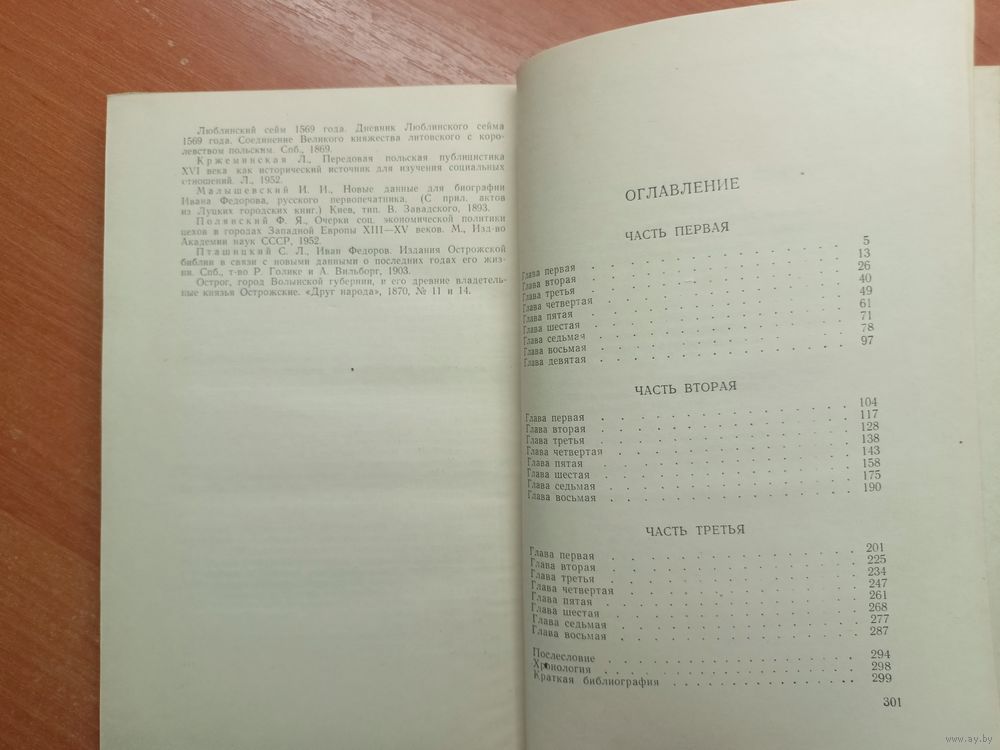 Люблинский сейм 1569 года. Дневник Люблинского сейма
1569 года. Соединение Великого княжества литовского с коро-
левством польским. Спб., 1869.
Кржеминская Л., Передовая польская публицистика
XVI века как исторический источник для изучения социальных
отношений. Л., 1952.
Малышевский И. И., Новые данные для биографии
Ивана Федорова, русского первопечатника. (С прил. актов
из Луцких городских книг.) Киев, тип. В. Завадского, 1893.
Полянский Ф. Я., Очерки соц. экономической политики
цехов в городах Западной Европы XIII—XV веков. М., Изд-во
Академии наук СССР, 1952.
Пташицкий С. Л., Иван Федоров. Издания Острожской
библии в связи с новыми данными о последних годах его жиз-
ни. Спб., т-во Р. Голике и А. Вильборг, 1903.
Острог, город Волынской губернии, и его древние владетель-
ные князья Острожские. «Друг народа», 1870, № 11 и 14.
ОГЛАВЛЕНИЕ
ЧАСТЬ ПЕРВАЯ
Глава первая . . . . . . . . . . . . 5
Глава вторая . . . . . . . . . . . . 13
Глава третья . . . . . . . . . . . . 26
Глава четвертая . . . . . . . . . . . . 40
Глава пятая . . . . . . . . . . . . 49
Глава шестая . . . . . . . . . . . . 61
Глава седьмая . . . . . . . . . . . . 71
Глава восьмая . . . . . . . . . . . . 78
Глава девятая . . . . . . . . . . . . 97
ЧАСТЬ ВТОРАЯ
Глава первая . . . . . . . . . . . . 104
Глава вторая . . . . . . . . . . . . 117
Глава третья . . . . . . . . . . . . 128
Глава четвертая . . . . . . . . . . . . 138
Глава пятая . . . . . . . . . . . . 143
Глава шестая . . . . . . . . . . . . 158
Глава седьмая . . . . . . . . . . . . 175
Глава восьмая . . . . . . . . . . . . 190
ЧАСТЬ ТРЕТЬЯ
Глава первая . . . . . . . . . . . . 201
Глава вторая . . . . . . . . . . . . 225
Глава третья . . . . . . . . . . . . 234
Глава четвертая . . . . . . . . . . . . 247
Глава пятая . . . . . . . . . . . . 261
Глава шестая . . . . . . . . . . . . 268
Глава седьмая . . . . . . . . . . . . 277
Глава восьмая . . . . . . . . . . . . 287
Послесловие . . . . . . . . . . . . 294
Хронология . . . . . . . . . . . . 298
Краткая библиография . . . . . . . . . . 299
301
www.ay.by